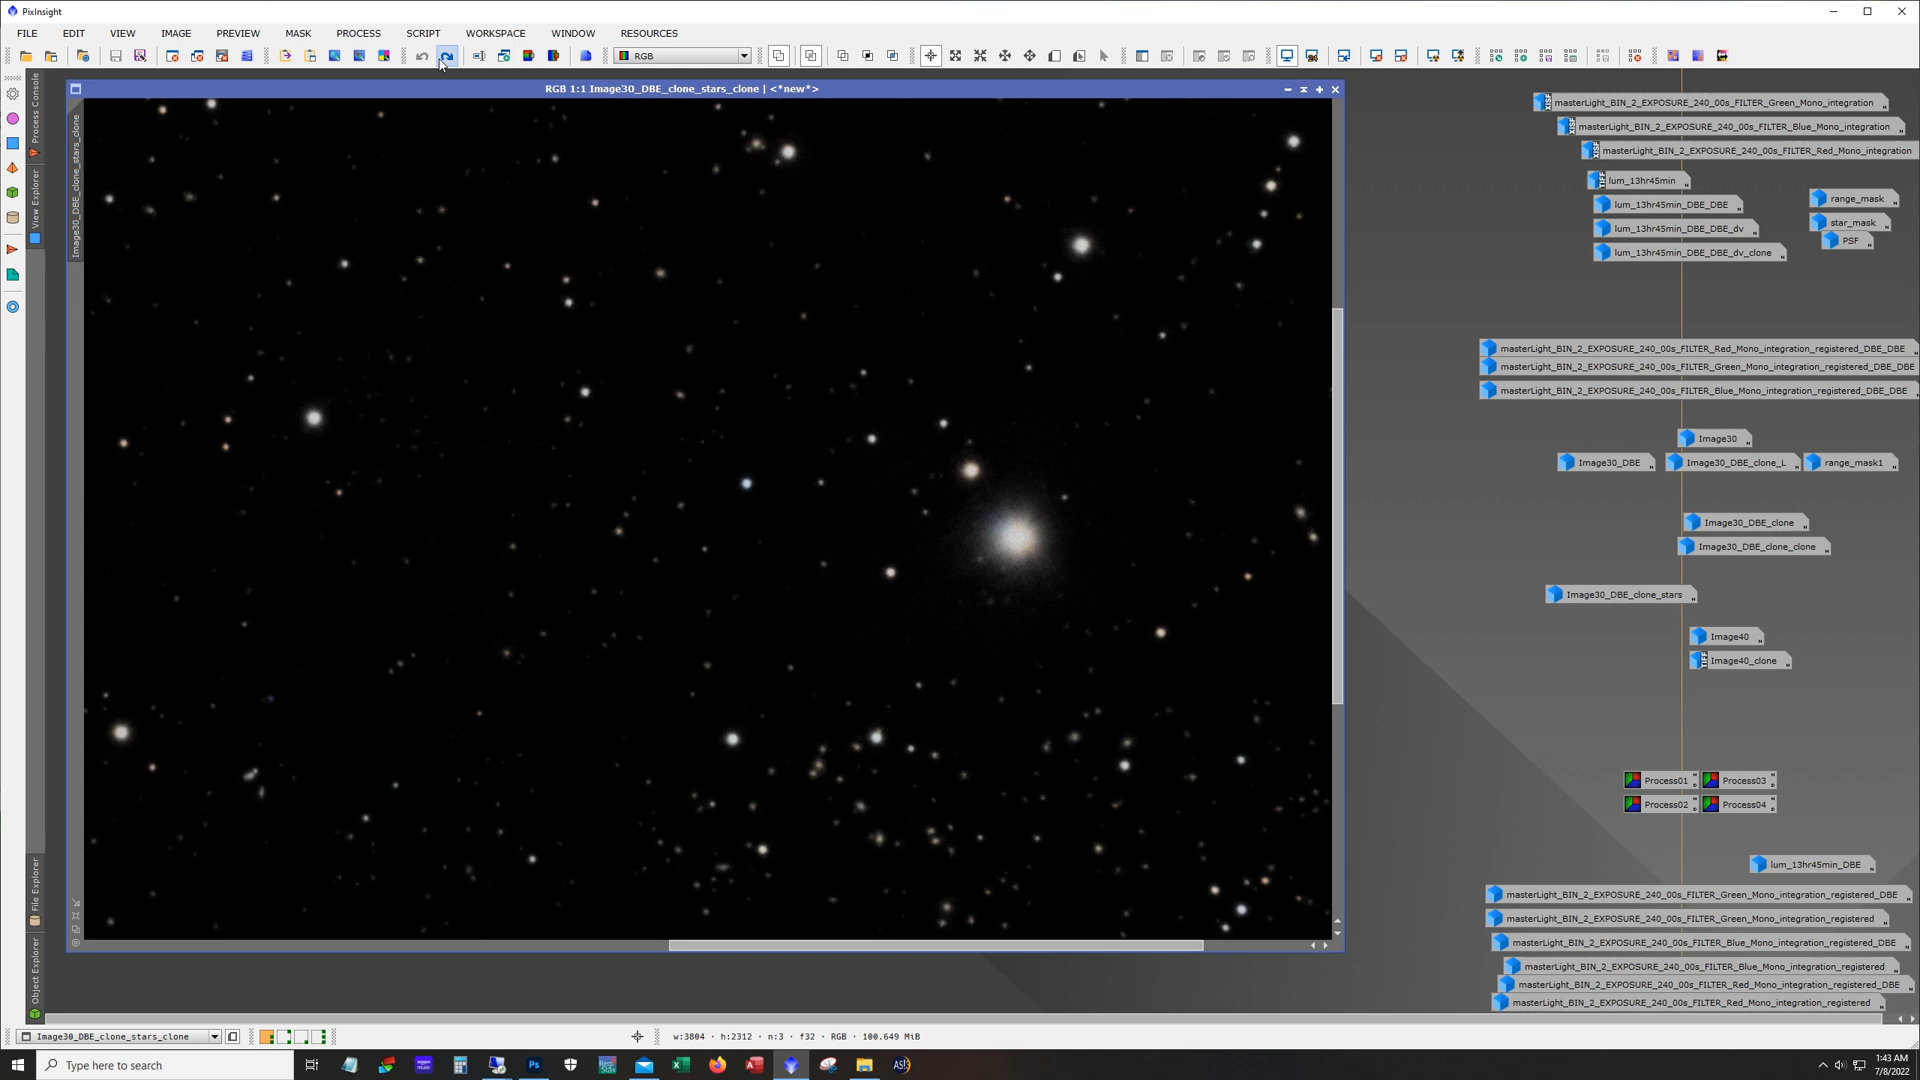 PixInsight
FILE EDIT VIEW IMAGE PREVIEW MASK PROCESS SCRIPT WORKSPACE WINDOW RESOURCES
RGB
Process Console
View Explorer
File Explorer
Object Explorer
RGB 1:1 Image30_DBE_clone_stars_clone | <*new*>
Image30_DBE_clone_stars_clone
masterLight_BIN_2_EXPOSURE_240_00s_FILTER_Green_Mono_integration
masterLight_BIN_2_EXPOSURE_240_00s_FILTER_Blue_Mono_integration
masterLight_BIN_2_EXPOSURE_240_00s_FILTER_Red_Mono_integration
lum_13hr45min
lum_13hr45min_DBE_DBE
lum_13hr45min_DBE_DBE_dv
lum_13hr45min_DBE_DBE_dv_clone
range_mask
star_mask
PSF
masterLight_BIN_2_EXPOSURE_240_00s_FILTER_Red_Mono_integration_registered_DBE_DBE
masterLight_BIN_2_EXPOSURE_240_00s_FILTER_Green_Mono_integration_registered_DBE_DBE
masterLight_BIN_2_EXPOSURE_240_00s_FILTER_Blue_Mono_integration_registered_DBE_DBE
Image30
Image30_DBE Image30_DBE_clone_L range_mask1
Image30_DBE_clone
Image30_DBE_clone_clone
Image30_DBE_clone_stars
Image40
Image40_clone
Process01 Process03
Process02 Process04
lum_13hr45min_DBE
masterLight_BIN_2_EXPOSURE_240_00s_FILTER_Green_Mono_integration_registered_DBE
masterLight_BIN_2_EXPOSURE_240_00s_FILTER_Green_Mono_integration_registered
masterLight_BIN_2_EXPOSURE_240_00s_FILTER_Blue_Mono_integration_registered_DBE
masterLight_BIN_2_EXPOSURE_240_00s_FILTER_Blue_Mono_integration_registered
masterLight_BIN_2_EXPOSURE_240_00s_FILTER_Red_Mono_integration_registered_DBE
masterLight_BIN_2_EXPOSURE_240_00s_FILTER_Red_Mono_integration_registered
Image30_DBE_clone_stars_clone
w:3804 · h:2312 · n:3 · f32 · RGB · 100.649 MiB
Type here to search
Ps
1:43 AM
7/8/2022